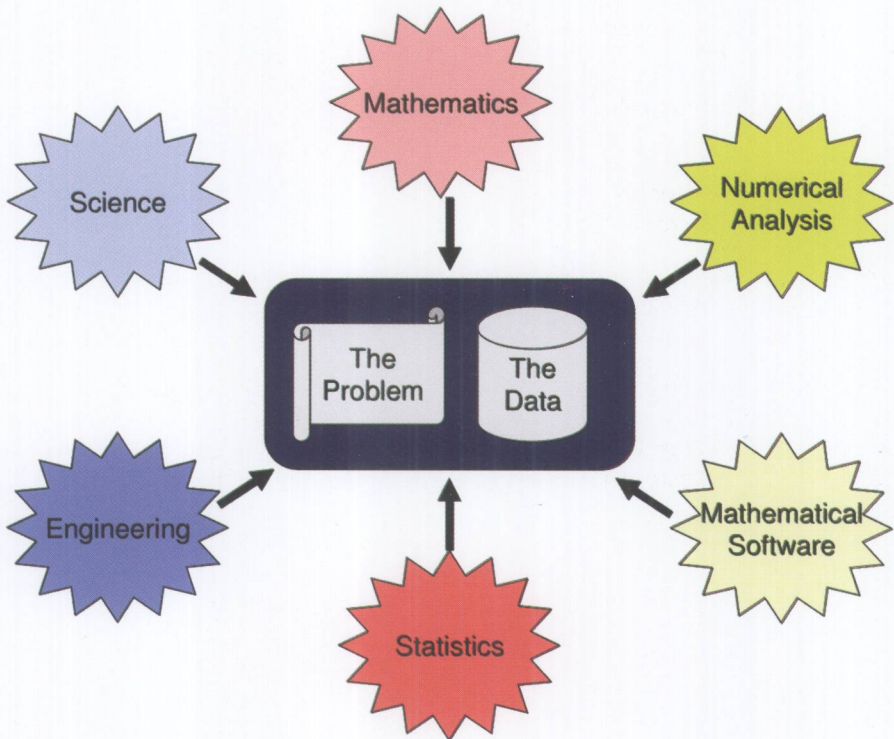 Mathematics
Science
Numerical
Analysis
The
Problem
The
Data
Engineering
Mathematical
Software
Statistics